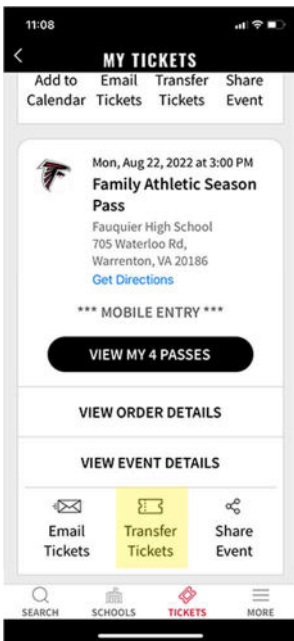 11:08
MY TICKETS
Add to Calendar
Email Tickets
Transfer Tickets
Share Event
Mon, Aug 22, 2022 at 3:00 PM
Family Athletic Season
Pass
Fauquier High School
705 Waterloo Rd,
Warrenton, VA 20186
Get Directions
*** MOBILE ENTRY ***
VIEW MY 4 PASSES
VIEW ORDER DETAILS
VIEW EVENT DETAILS
Email Tickets
Transfer Tickets
Share Event
SEARCH SCHOOLS TICKETS MORE